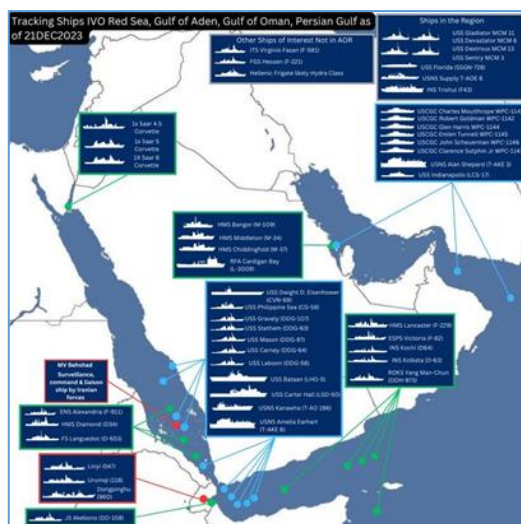 Tracking Ships IVO Red Sea, Gulf of Aden, Gulf of Oman, Persian Gulf as
of 21DEC2023
Other Ships of Interest Not in AOR
ITS Virginio Fasan (F-591)
FGS Hessen (F-221)
Hellenic Frigate likely Hydra Class
Ships in the Region
USS Gladiator MCM 11
USS Devastator MCM 6
USS Dextrous MCM 13
USS Sentry MCM 3
USS Florida (SSGN-728)
USNS Supply T-AOE 6
INS Trishul (F43)
USCGC Charles Moulthrope WPC-1141
USCGC Robert Goldman WPC-1142
USCGC Glen Harris WPC-1144
USCGC Emlen Tunnell WPC-1145
USCGC John Scheuerman WPC-1146
USCGC Clarence Sutphin Jr WPC-1147
USNS Alan Shepard (T-AKE 3)
USS Indianapolis (LCS-17)
1x Saar 4.5
Corvette
1x Saar 5
Corvette
1X Saar 6
Corvette
HMS Bangor (M-109)
HMS Middleton (M-34)
HMS Chiddingfold (M-37)
RFA Cardigan Bay
(L-3009)
USS Dwight D. Eisenhower
(CVN-69)
USS Philippine Sea (CG-58)
USS Gravely (DDG-107)
USS Stethem (DDG-63)
USS Mason (DDG-87)
USS Carney (DDG-64)
USS Laboon (DDG-58)
USS Bataan (LHD-5)
USS Carter Hall (LSD-50)
USNS Kanawha (T-AO 196)
USNS Amelia Earhart
(T-AKE 6)
HMS Lancaster (F-229)
ESPS Victoria (F-82)
INS Kochi (D64)
INS Kolkata (D-63)
ROKS Yang Man-Chun
(DDH-973)
MV Behshad
Surveillance,
command & liaison
ship by Iranian
forces
ENS Alexandria (F-911)
HMS Diamond (D34)
FS Languedoc (D-653)
Linyi (547)
Urumqi (118)
Dongpinghu
(960)
JS Akebono (DD-108)